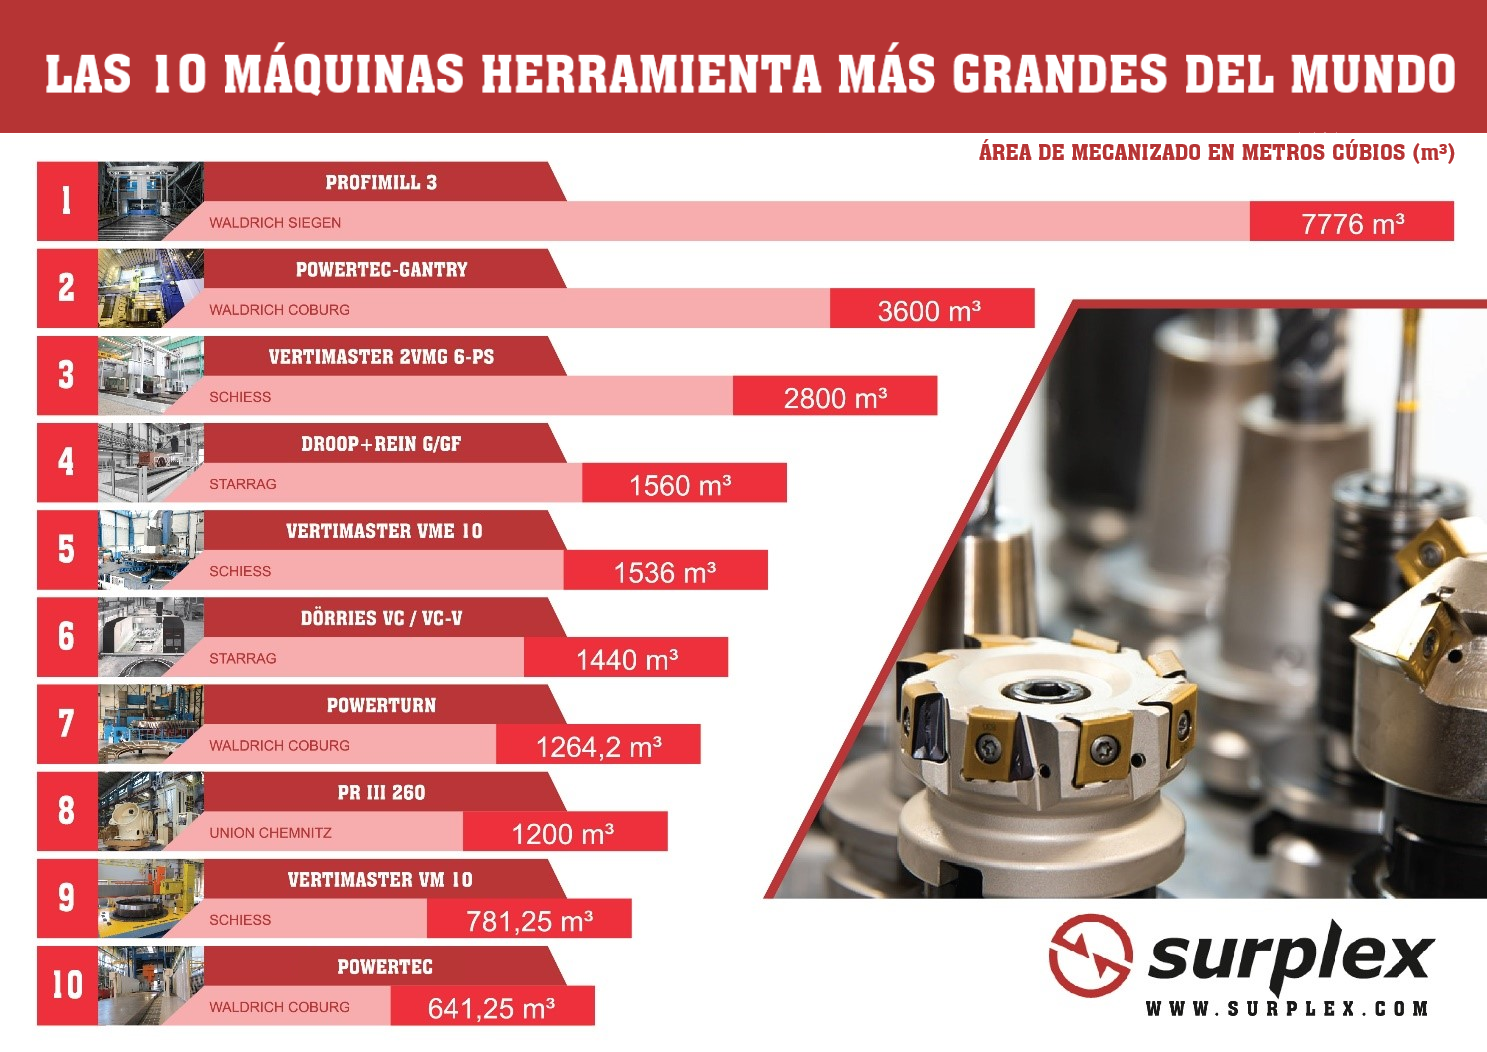 LAS 10 MÁQUINAS HERRAMIENTA MÁS GRANDES DEL MUNDO
ÁREA DE MECANIZADO EN METROS CÚBIOS (m³)
1
PROFIMILL 3
WALDRICH SIEGEN
7776 m³
2
POWERTEC-GANTRY
WALDRICH COBURG
3600 m³
3
VERTIMASTER 2VMG 6-PS
SCHIESS
2800 m³
4
DROOP+REIN G/GF
STARRAG
1560 m³
5
VERTIMASTER VME 10
SCHIESS
1536 m³
6
DÖRRIES VC / VC-V
STARRAG
1440 m³
7
POWERTURN
WALDRICH COBURG
1264,2 m³
8
PR III 260
UNION CHEMNITZ
1200 m³
9
VERTIMASTER VM 10
SCHIESS
781,25 m³
10
POWERTEC
WALDRICH COBURG
641,25 m³
surplex
WWW.SURPLEX.COM